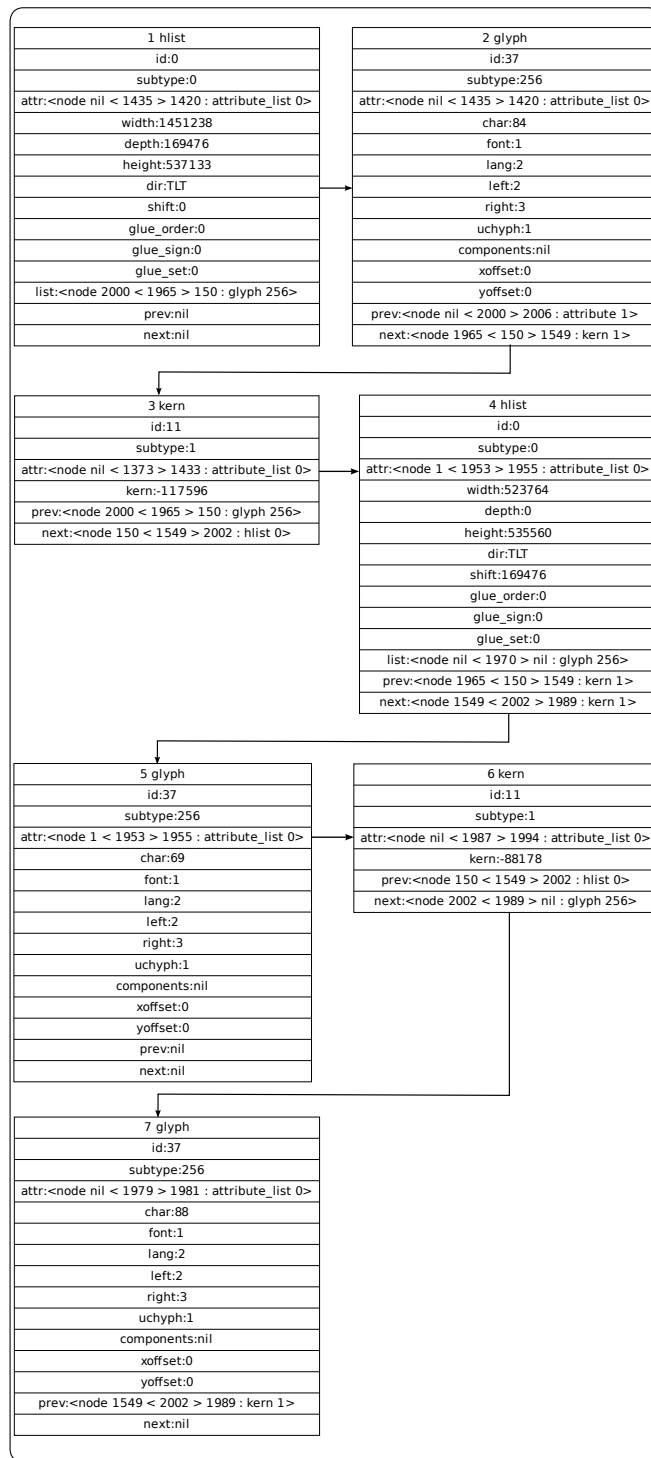 1 hlist
id:0
subtype:0
attr:<node nil < 1435 > 1420 : attribute_list 0>
width:1451238
depth:169476
height:537133
dir:TLT
shift:0
glue_order:0
glue_sign:0
glue_set:0
list:<node 2000 < 1965 > 150 : glyph 256>
prev:nil
next:nil
2 glyph
id:37
subtype:256
attr:<node nil < 1435 > 1420 : attribute_list 0>
char:84
font:1
lang:2
left:2
right:3
uchyph:1
components:nil
xoffset:0
yoffset:0
prev:<node nil < 2000 > 2006 : attribute 1>
next:<node 1965 < 150 > 1549 : kern 1>
3 kern
id:11
subtype:1
attr:<node nil < 1373 > 1433 : attribute_list 0>
kern:-117596
prev:<node 2000 < 1965 > 150 : glyph 256>
next:<node 150 < 1549 > 2002 : hlist 0>
4 hlist
id:0
subtype:0
attr:<node 1 < 1953 > 1955 : attribute_list 0>
width:523764
depth:0
height:535560
dir:TLT
shift:169476
glue_order:0
glue_sign:0
glue_set:0
list:<node nil < 1970 > nil : glyph 256>
prev:<node 1965 < 150 > 1549 : kern 1>
next:<node 1549 < 2002 > 1989 : kern 1>
5 glyph
id:37
subtype:256
attr:<node 1 < 1953 > 1955 : attribute_list 0>
char:69
font:1
lang:2
left:2
right:3
uchyph:1
components:nil
xoffset:0
yoffset:0
prev:nil
next:nil
6 kern
id:11
subtype:1
attr:<node nil < 1987 > 1994 : attribute_list 0>
kern:-88178
prev:<node 150 < 1549 > 2002 : hlist 0>
next:<node 2002 < 1989 > nil : glyph 256>
7 glyph
id:37
subtype:256
attr:<node nil < 1979 > 1981 : attribute_list 0>
char:88
font:1
lang:2
left:2
right:3
uchyph:1
components:nil
xoffset:0
yoffset:0
prev:<node 1549 < 2002 > 1989 : kern 1>
next:nil